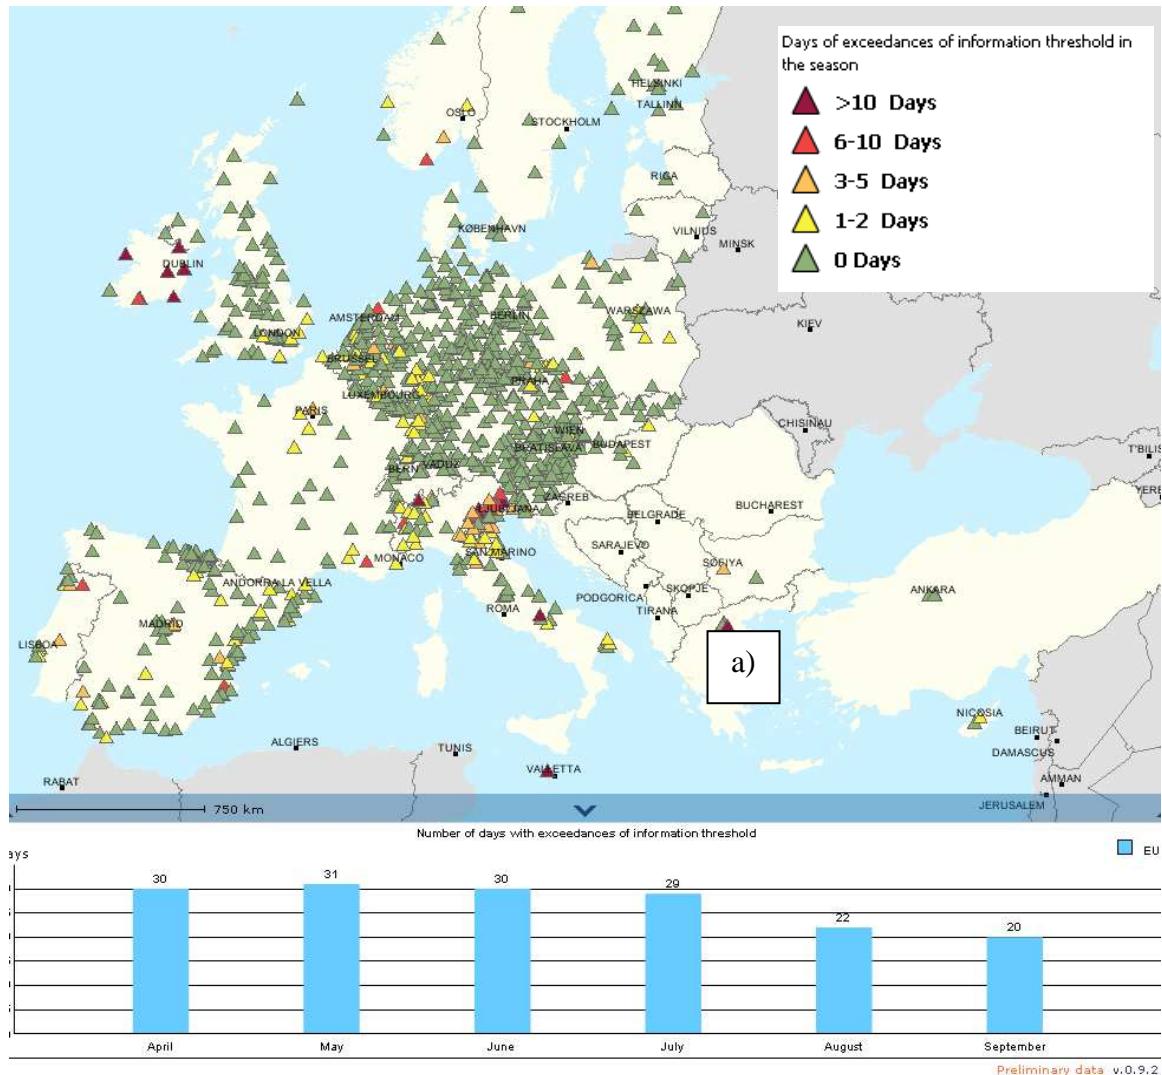 Days of exceedances of information threshold in
the season
>10 Days
6-10 Days
3-5 Days
1-2 Days
0 Days
HELSINKI
TALLINN
OSLO
STOCKHOLM
RIGA
KØBENHAVN
VILNIUS
MINSK
DUBLIN
AMSTERDAM
BERLIN
WARSZAWA
LONDON
KIEV
BRUSSEL
PRAHA
LUXEMBOURG
PARIS
CHISINAU
WIEN
BRATISLAVA
BUDAPEST
T'BILIS
BERN
VADUZ
YERE
LJUBLJANA
ZAGREB
BELGRADE
BUCHAREST
SARAJEVO
SAN MARINO
MONACO
SOFIYA
ANDORRA LA VELLA
PODGORICA
SKOPJE
ANKARA
ROMA
TIRANA
MADRID
LISBOA
a)
NICOSIA
BEIRUT
ALGIERS
TUNIS
DAMASCUS
VALLETTA
RABAT
AMMAN
JERUSALEM
750 km
Number of days with exceedances of information threshold
ays
EU
30
31
30
29
22
20
April
May
June
July
August
September
Preliminary data v.0.9.2